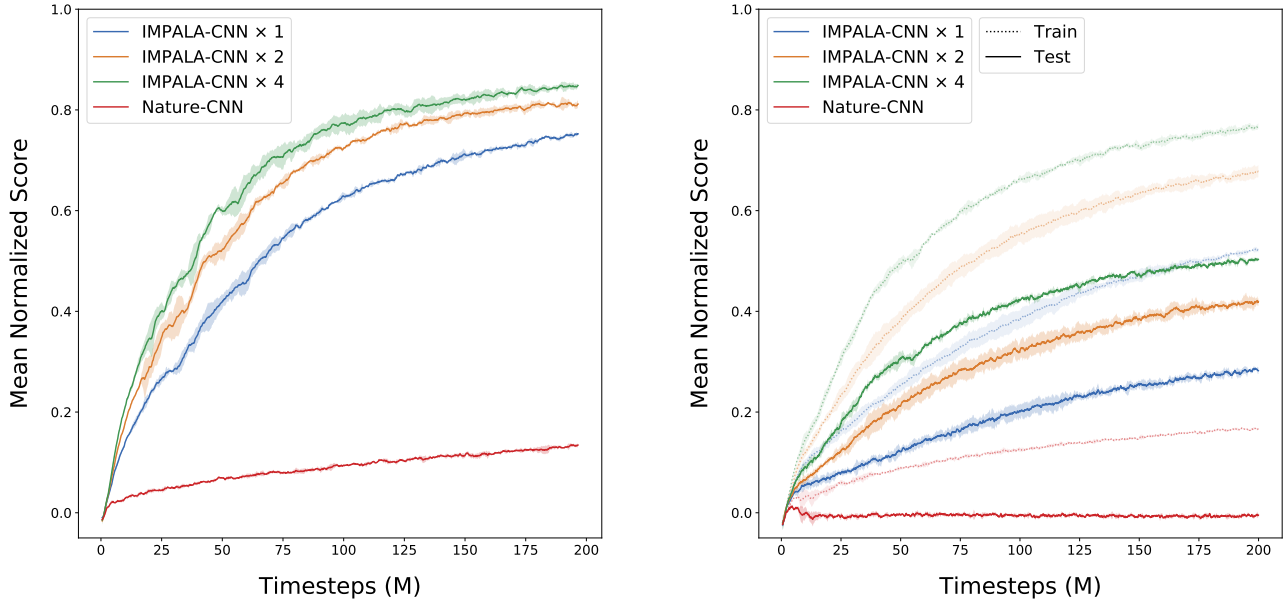 1.0
0.8
0.6
0.4
0.2
0.0
Mean Normalized Score
IMPALA-CNN × 1
IMPALA-CNN × 2
IMPALA-CNN × 4
Nature-CNN
0 25 50 75 100 125 150 175 200
Timesteps (M)
1.0
0.8
0.6
0.4
0.2
0.0
Mean Normalized Score
IMPALA-CNN × 1
IMPALA-CNN × 2
IMPALA-CNN × 4
Nature-CNN
Train
Test
0 25 50 75 100 125 150 175 200
Timesteps (M)